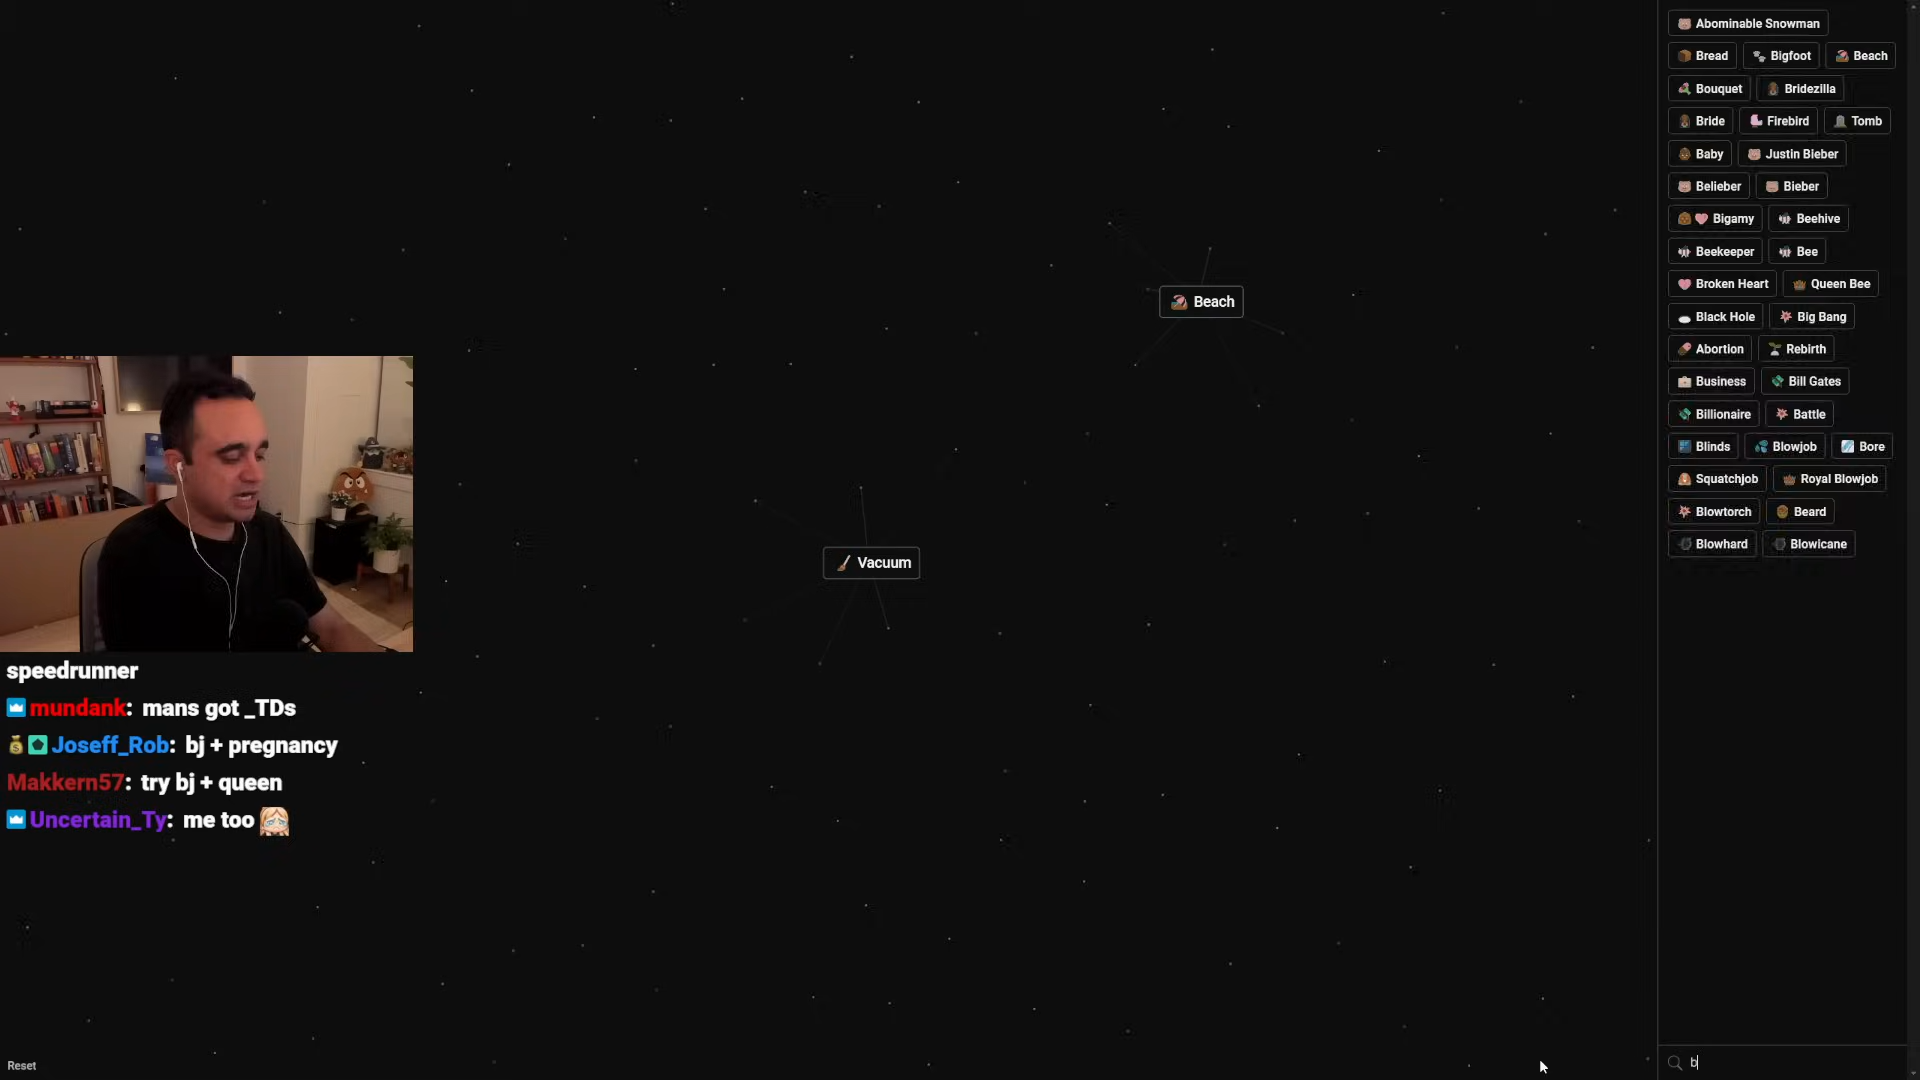 Abominable Snowman
Bread Bigfoot Beach
Bouquet Bridezilla
Bride Firebird Tomb
Baby Justin Bieber
Belieber Bieber
Bigamy Beehive
Beekeeper Bee
Broken Heart Queen Bee
Black Hole Big Bang
Abortion Rebirth
Business Bill Gates
Billionaire Battle
Blinds Blowjob Bore
Squatchjob Royal Blowjob
Blowtorch Beard
Blowhard Blowicane
Beach
Vacuum
speedrunner
mundank: mans got _TDs
Joseff_Rob: bj + pregnancy
Makkern57: try bj + queen
Uncertain_Ty: me too
Reset
b